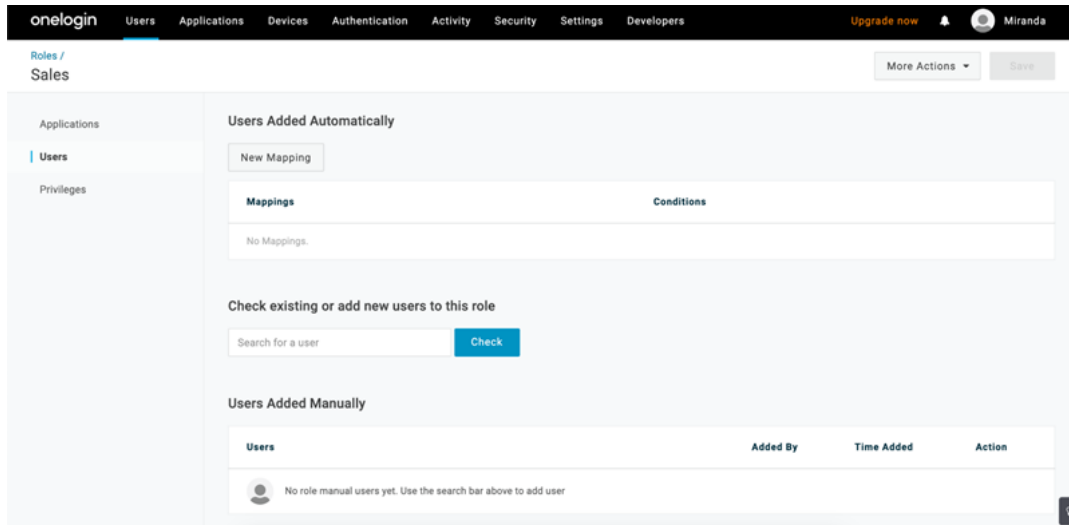 onelogin Users Applications Devices Authentication Activity Security Settings Developers Upgrade now Miranda
Roles /
Sales
More Actions Save
Applications
Users
Privileges
Users Added Automatically
New Mapping
Mappings Conditions
No Mappings.
Check existing or add new users to this role
Search for a user Check
Users Added Manually
Users Added By Time Added Action
No role manual users yet. Use the search bar above to add user